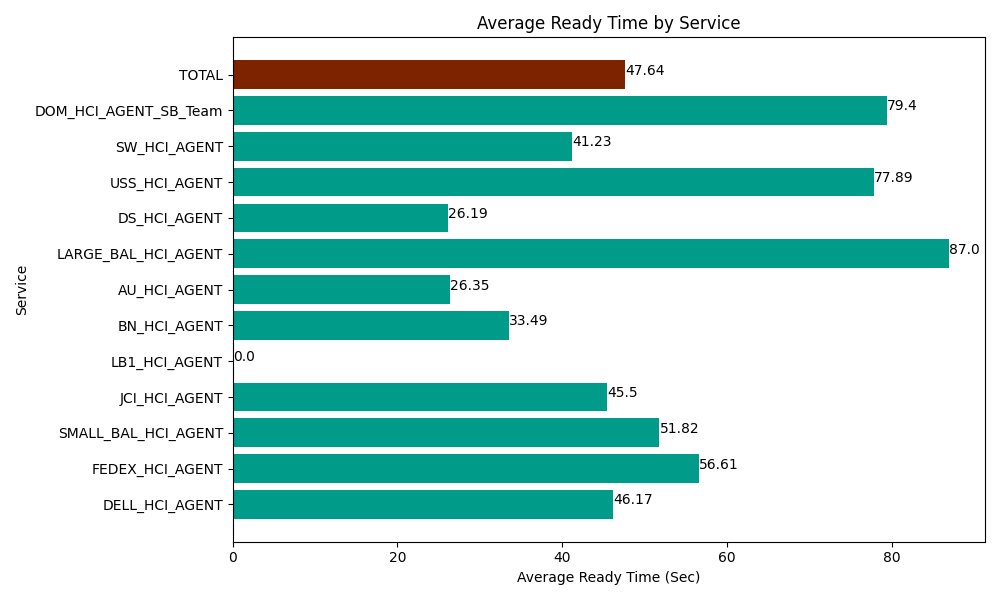 Average Ready Time by Service
TOTAL 47.64
DOM_HCI_AGENT_SB_Team 79.4
SW_HCI_AGENT 41.23
USS_HCI_AGENT 77.89
DS_HCI_AGENT 26.19
LARGE_BAL_HCI_AGENT 87.0
AU_HCI_AGENT 26.35
BN_HCI_AGENT 33.49
LB1_HCI_AGENT 0.0
JCI_HCI_AGENT 45.5
SMALL_BAL_HCI_AGENT 51.82
FEDEX_HCI_AGENT 56.61
DELL_HCI_AGENT 46.17
Service
0 20 40 60 80
Average Ready Time (Sec)